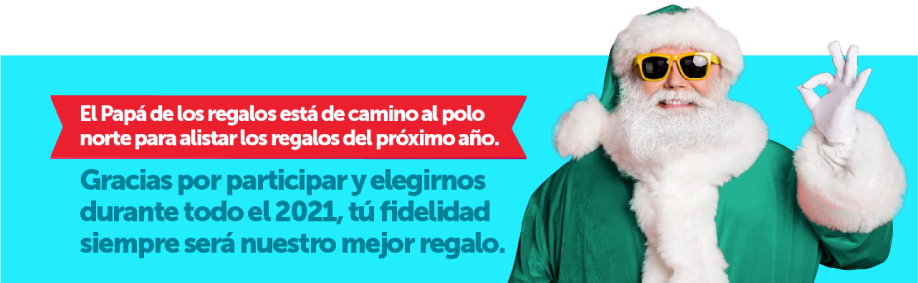 El Papá de los regalos está de camino al polo
norte para alistar los regalos del próximo año.
Gracias por participar y elegirnos
durante todo el 2021, tú fidelidad
siempre será nuestro mejor regalo.